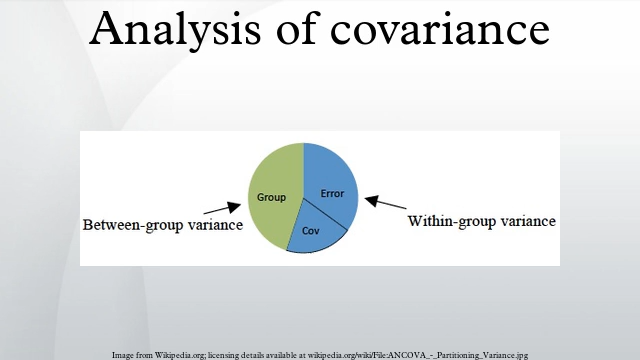 Analysis of covariance
Group
Error
Cov
Between-group variance
Within-group variance
Image from Wikipedia.org; licensing details available at wikipedia.org/wiki/File:ANCOVA_-_Partitioning_Variance.jpg